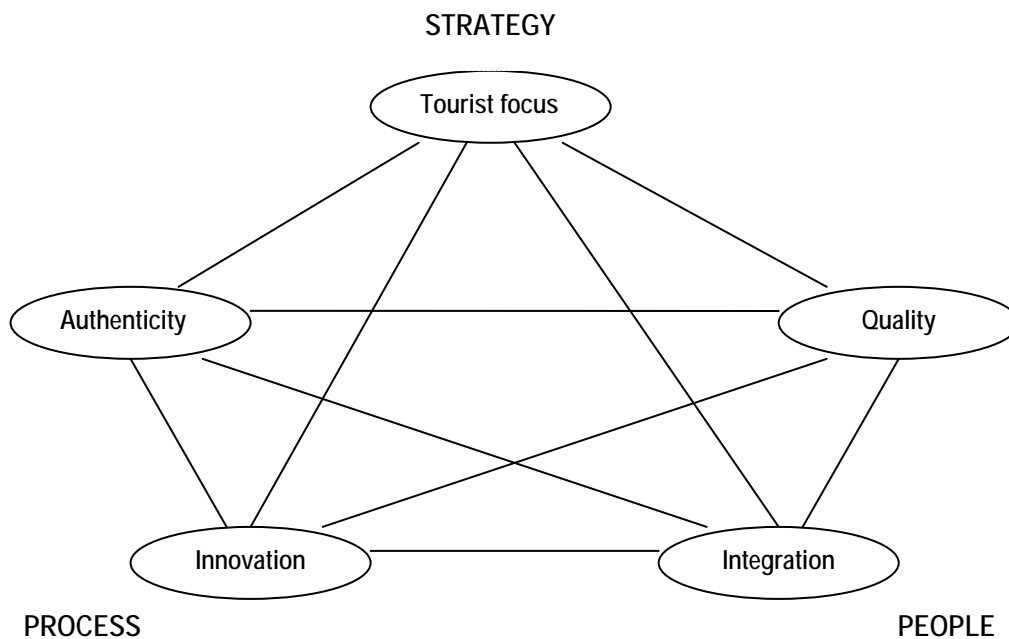 STRATEGY
Tourist focus
Authenticity
Quality
Innovation
Integration
PROCESS
PEOPLE